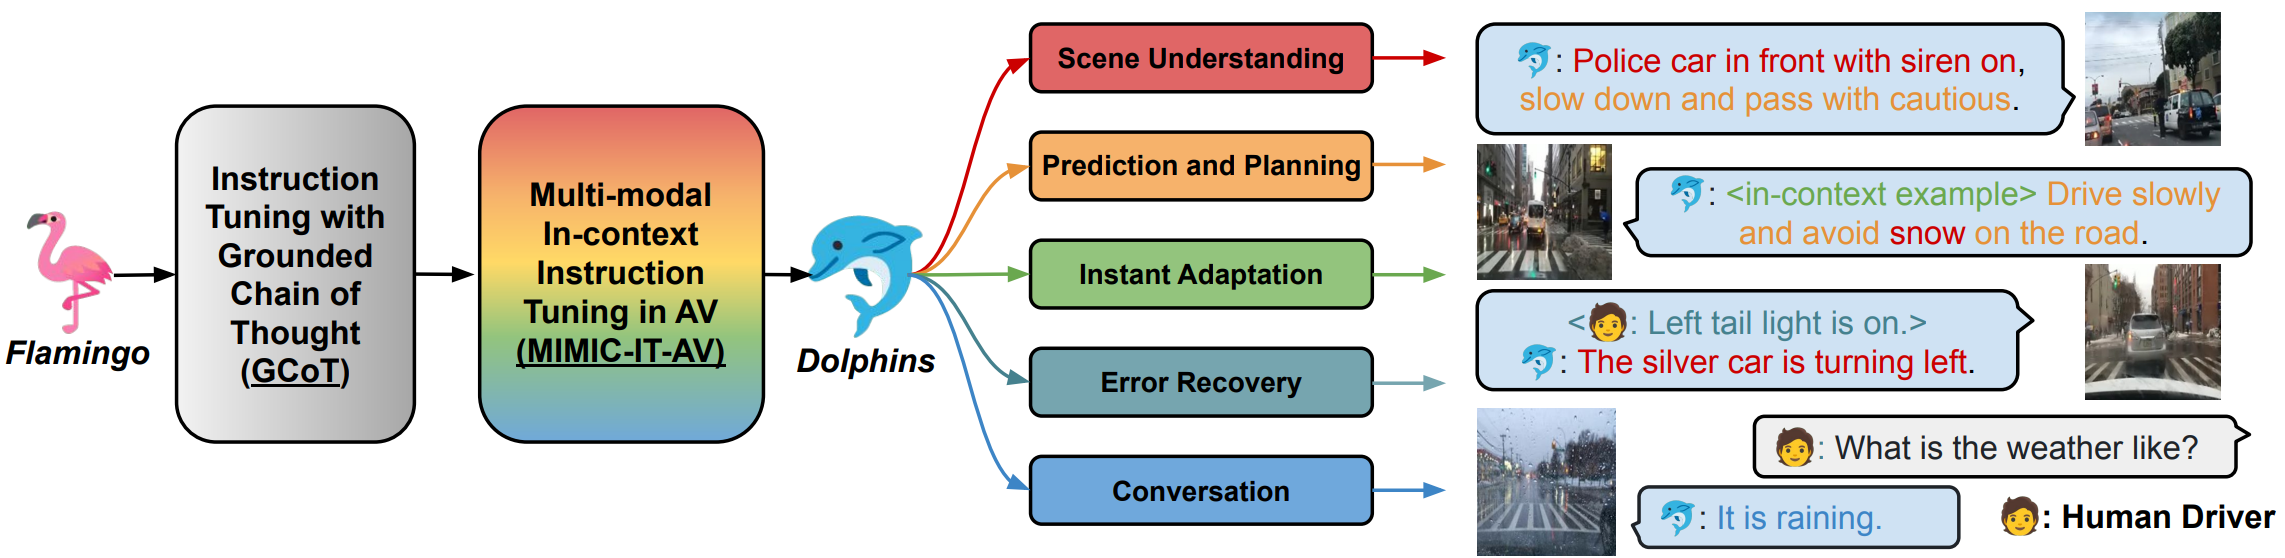 Flamingo
Instruction
Tuning with
Grounded
Chain of
Thought
(GCoT)
Multi-modal
In-context
Instruction
Tuning in AV
(MIMIC-IT-AV)
Dolphins
Scene Understanding
Prediction and Planning
Instant Adaptation
Error Recovery
Conversation
: Police car in front with siren on,
slow down and pass with cautious.
: <in-context example> Drive slowly
and avoid snow on the road.
< : Left tail light is on.>
: The silver car is turning left.
: What is the weather like?
: It is raining.
: Human Driver